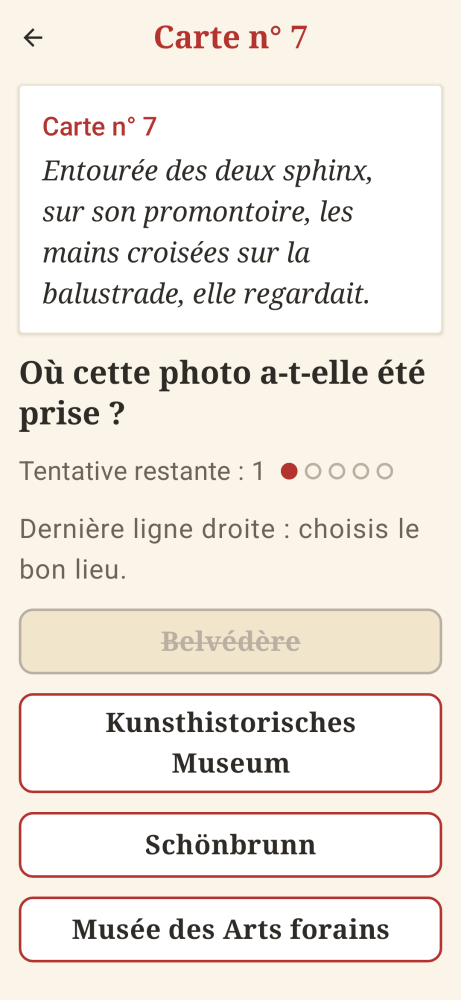 Carte n° 7
Carte n° 7
Entourée des deux sphinx,
sur son promontoire, les
mains croisées sur la
balustrade, elle regardait.
Où cette photo a-t-elle été
prise ?
Tentative restante : 1
Dernière ligne droite : choisis le
bon lieu.
Belvédère
Kunsthistorisches
Museum
Schönbrunn
Musée des Arts forains